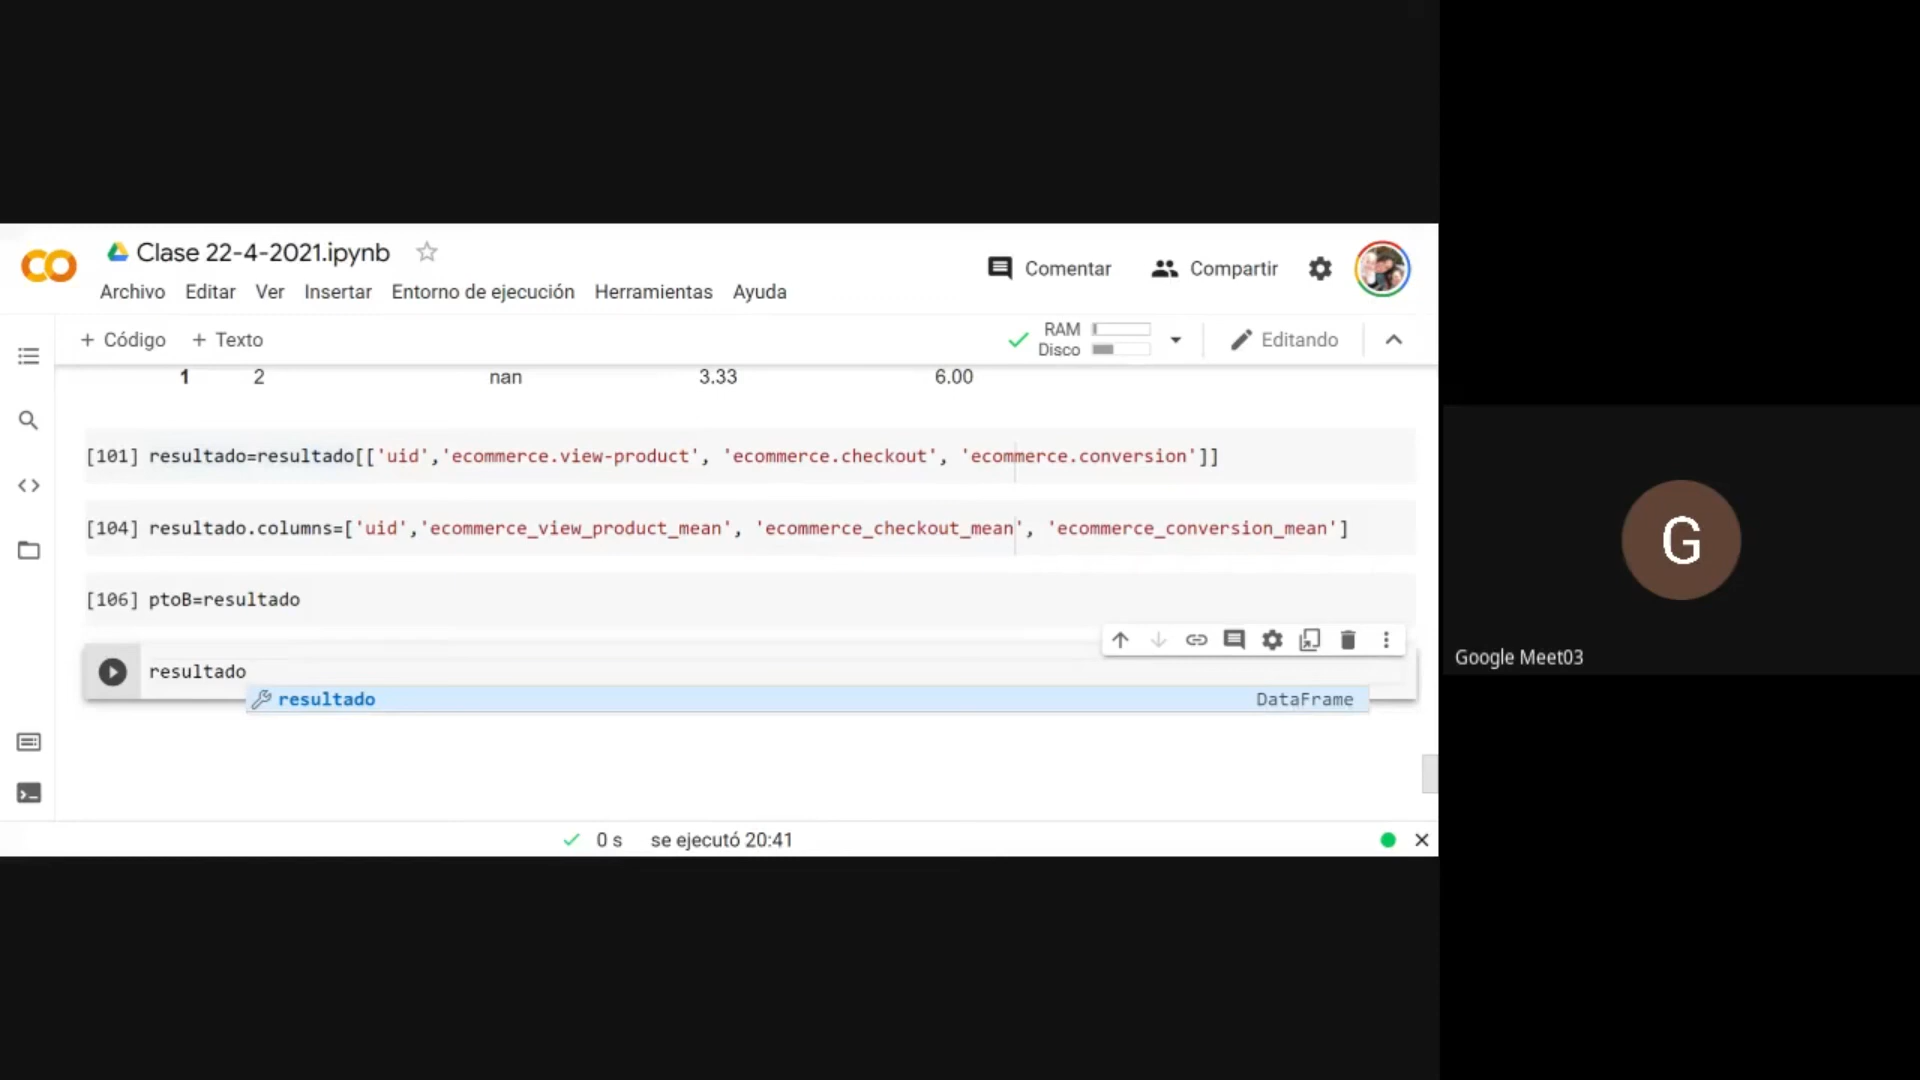 Clase 22-4-2021.ipynb
Comentar
Compartir
Archivo Editar Ver Insertar Entorno de ejecución Herramientas Ayuda
+ Código + Texto
RAM
Disco
Editando
1 2 nan 3.33 6.00
[101] resultado=resultado[['uid','ecommerce.view-product', 'ecommerce.checkout', 'ecommerce.conversion']]
[104] resultado.columns=['uid','ecommerce_view_product_mean', 'ecommerce_checkout_mean', 'ecommerce_conversion_mean']
[106] ptoB=resultado
resultado
resultado DataFrame
0 s se ejecutó 20:41
G
Google Meet03